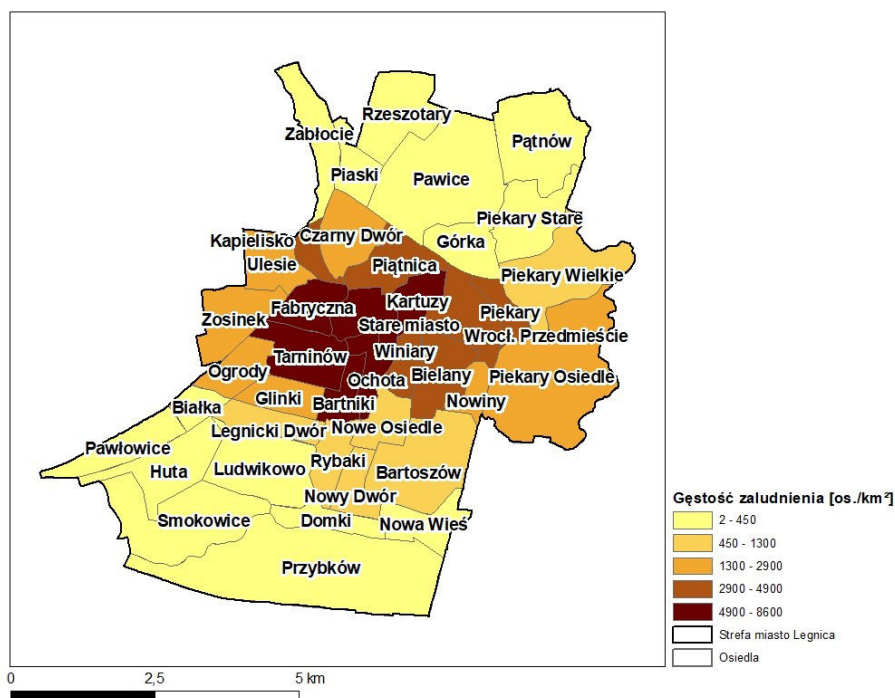 Rzeszotary
Zabłocie
Pątnów
Piaski
Pawice
Piekary Stare
Kapielisko
Czarny Dwór
Górka
Ulesie
Piątnica
Piekary Wielkie
Fabryczna
Kartuzy
Zosinek
Stare miasto
Piekary
Wrocł. Przedmieście
Tarninów
Winiary
Ogrody
Ochota
Bielany
Piekary Osiedle
Glinki
Bartniki
Nowiny
Białka
Legnicki Dwór
Nowe Osiedle
Pawłowice
Huta
Ludwikowo
Rybaki
Bartoszów
Nowy Dwór
Smokowice
Domki
Nowa Wieś
Przybków
Gęstość zaludnienia [os./km²]
2 - 450
450 - 1300
1300 - 2900
2900 - 4900
4900 - 8600
Strefa miasto Legnica
Osiedla
0 2,5 5 km